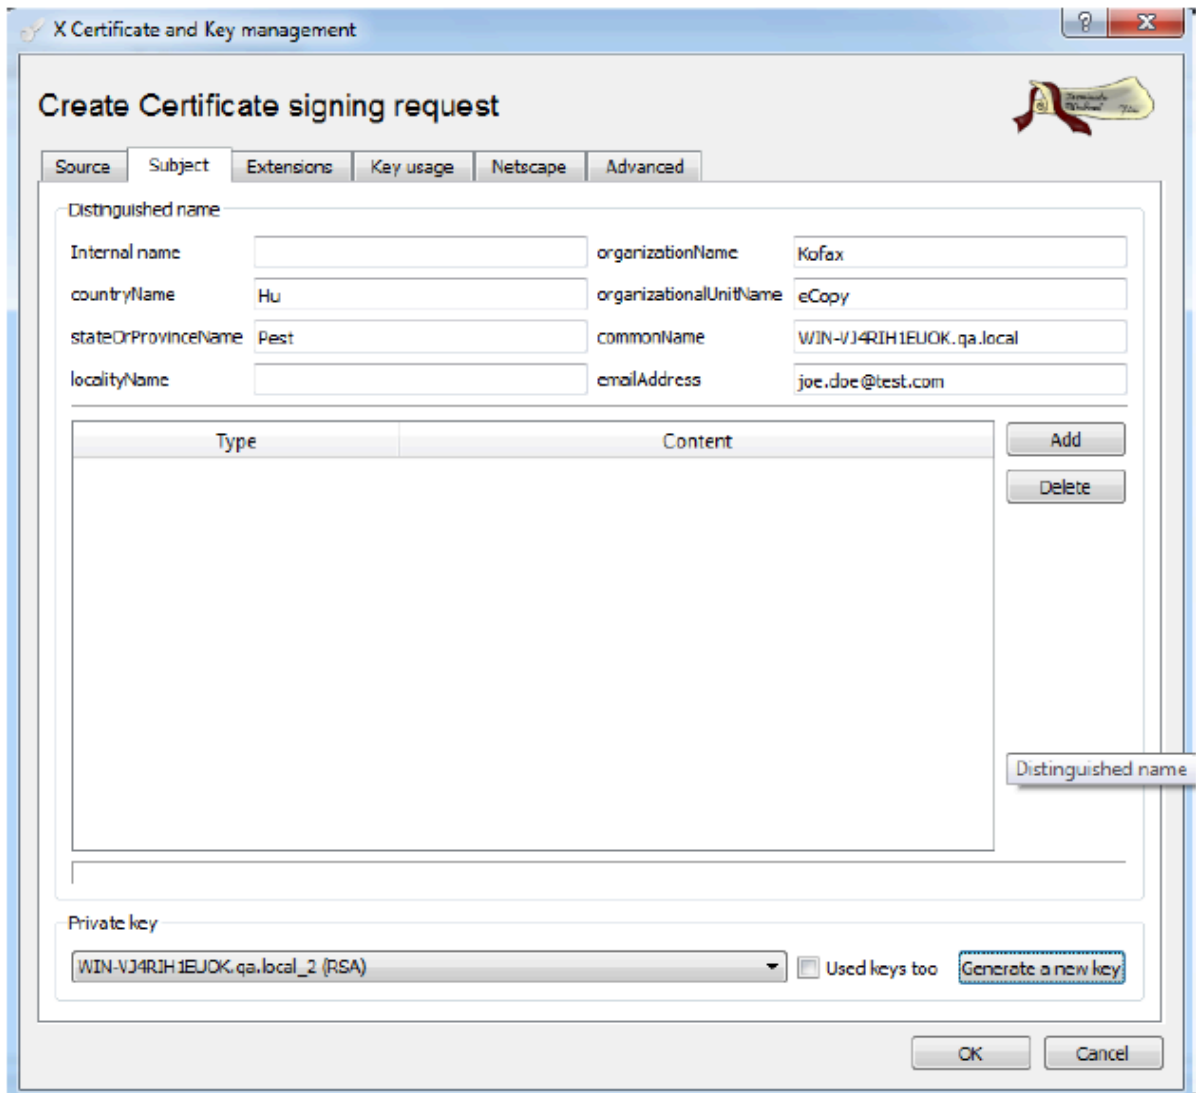 X Certificate and Key management
Create Certificate signing request
Source Subject Extensions Key usage Netscape Advanced
Distinguished name
Internal name organizationName Kofax
countryName Hu organizationalUnitName eCopy
stateOrProvinceName Pest commonName WIN-VJ4RIH1EUOK.qa.local
localityName emailAddress joe.doe@test.com
Type Content Add
Delete
Distinguished name
Private key
WIN-VJ4RIH1EUOK.qa.local_2 (RSA) Used keys too Generate a new key
OK Cancel